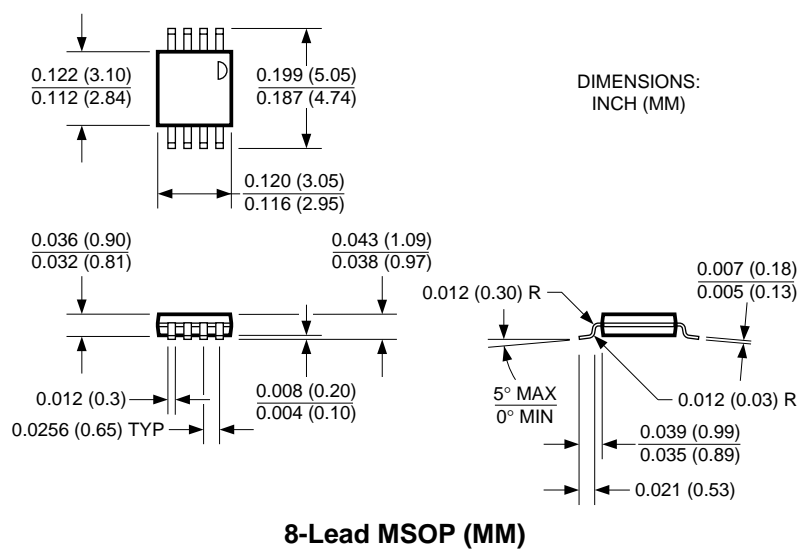 0.122 (3.10)
0.112 (2.84)
0.199 (5.05)
0.187 (4.74)
DIMENSIONS:
INCH (MM)
0.120 (3.05)
0.116 (2.95)
0.036 (0.90)
0.032 (0.81)
0.043 (1.09)
0.038 (0.97)
0.007 (0.18)
0.005 (0.13)
0.012 (0.30) R
0.012 (0.3)
0.008 (0.20)
0.004 (0.10)
5° MAX
0° MIN
0.012 (0.03) R
0.0256 (0.65) TYP
0.039 (0.99)
0.035 (0.89)
0.021 (0.53)
8-Lead MSOP (MM)